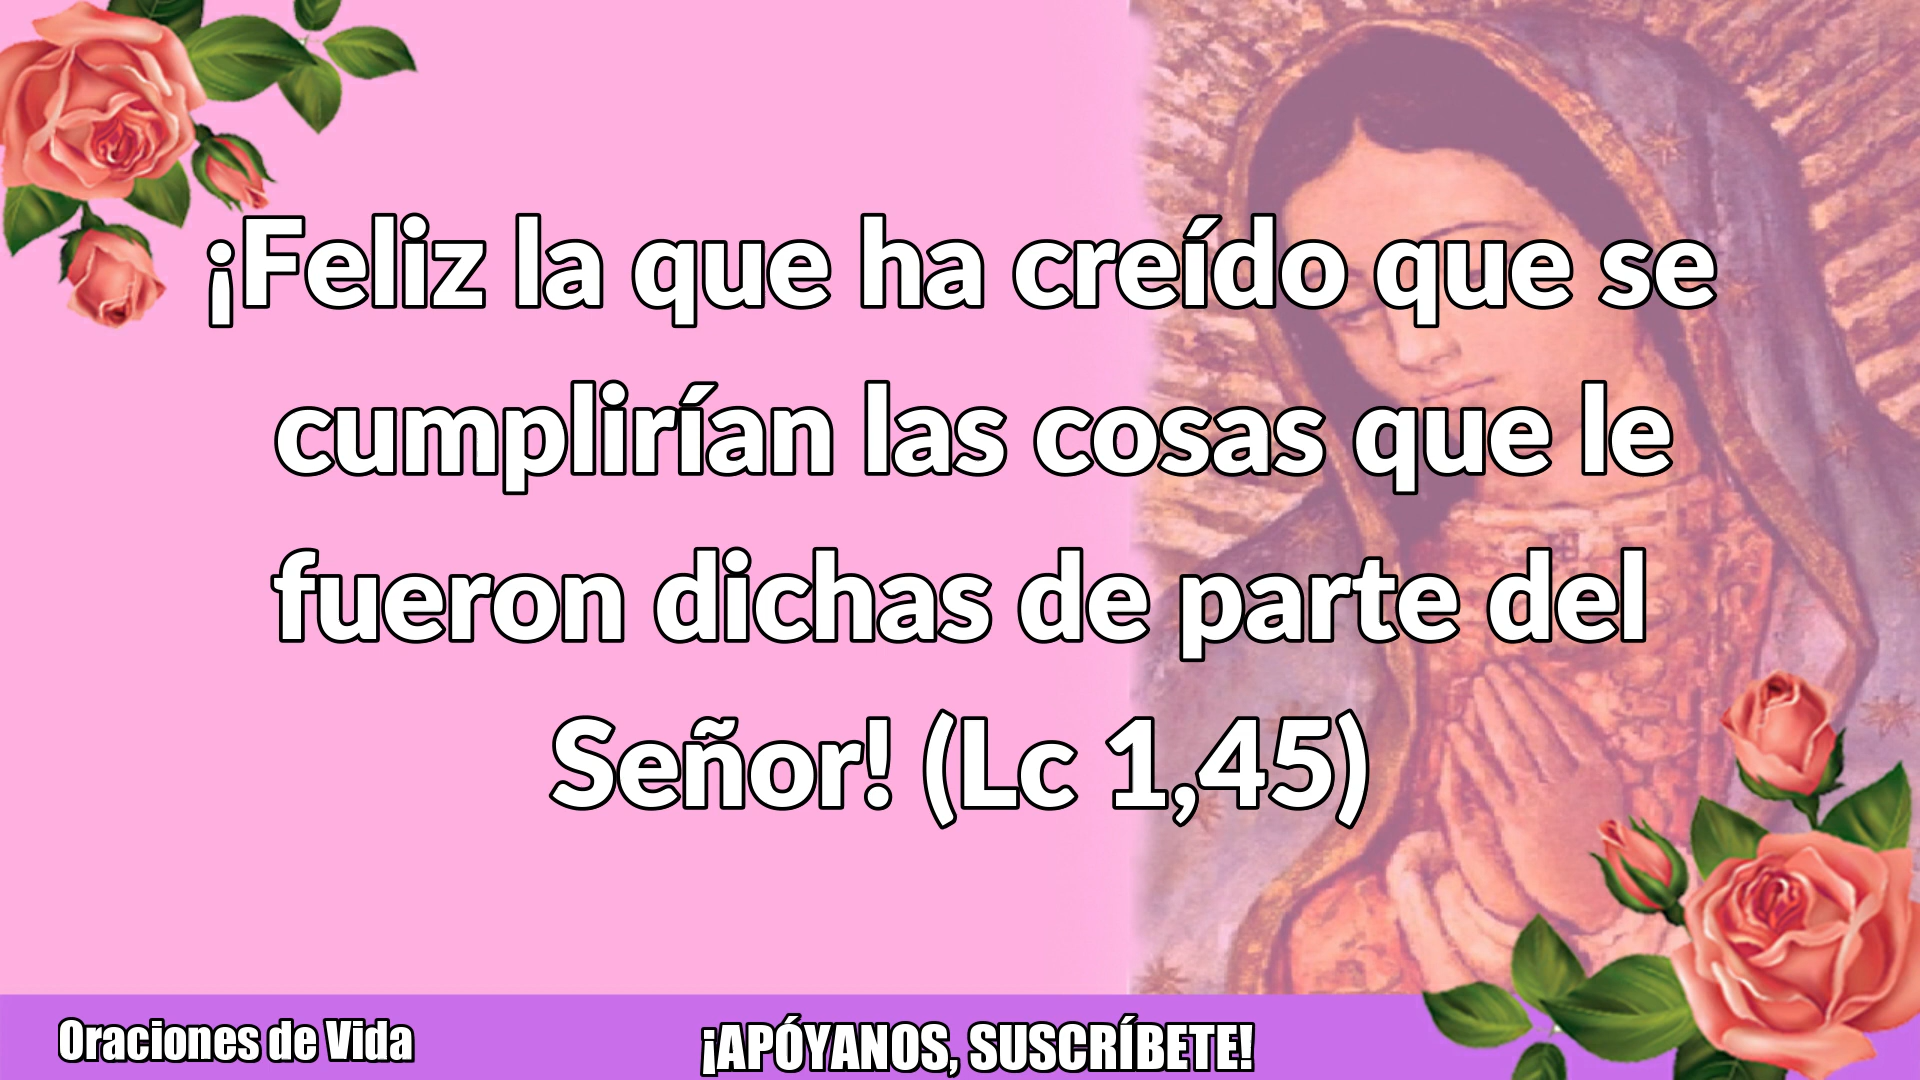 ¡Feliz la que ha creído que se
cumplirían las cosas que le
fueron dichas de parte del
Señor! (Lc 1,45)
Oraciones de Vida
¡APÓYANOS, SUSCRÍBETE!